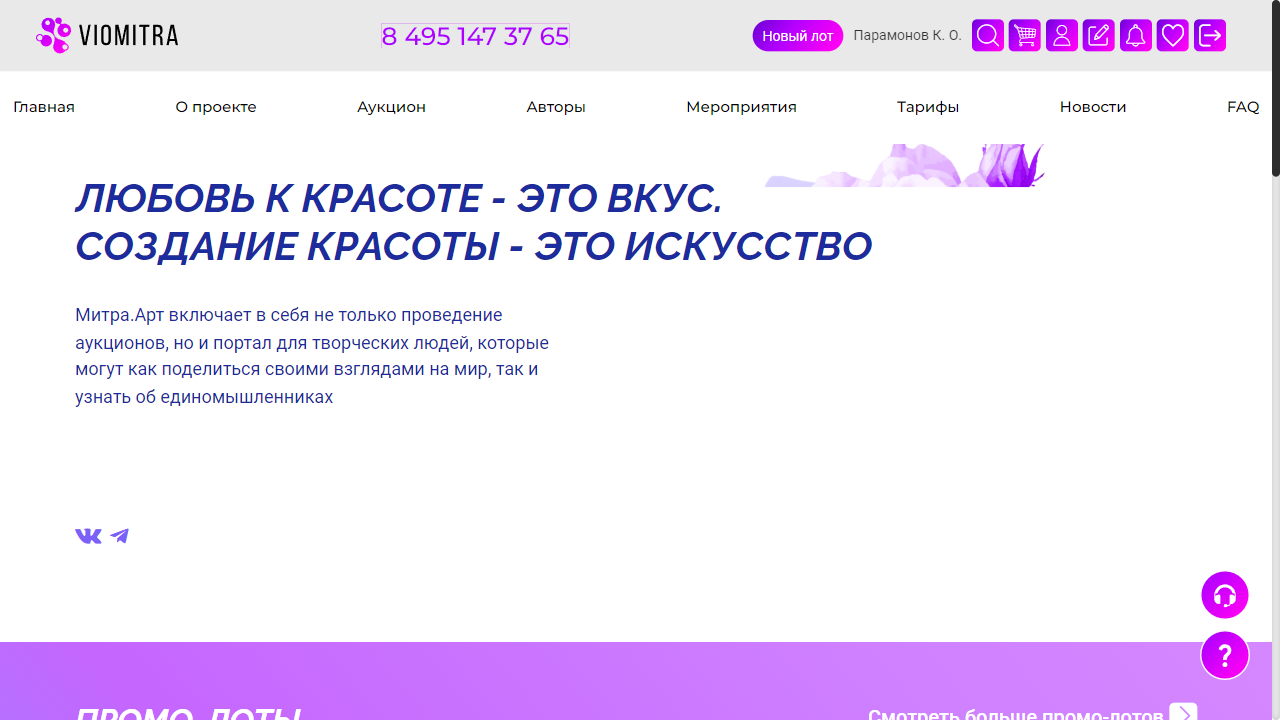 VIOMITRA
8 495 147 37 65
Новый лот
Парамонов К. О.
Главная
О проекте
Аукцион
Авторы
Мероприятия
Тарифы
Новости
FAQ
ЛЮБОВЬ К КРАСОТЕ - ЭТО ВКУС.
СОЗДАНИЕ КРАСОТЫ - ЭТО ИСКУССТВО
Митра.Арт включает в себя не только проведение
аукционов, но и портал для творческих людей, которые
могут как поделиться своими взглядами на мир, так и
узнать об единомышленниках
?
ПРОМО-ЛОТЫ
Смотреть больше промо-лотов